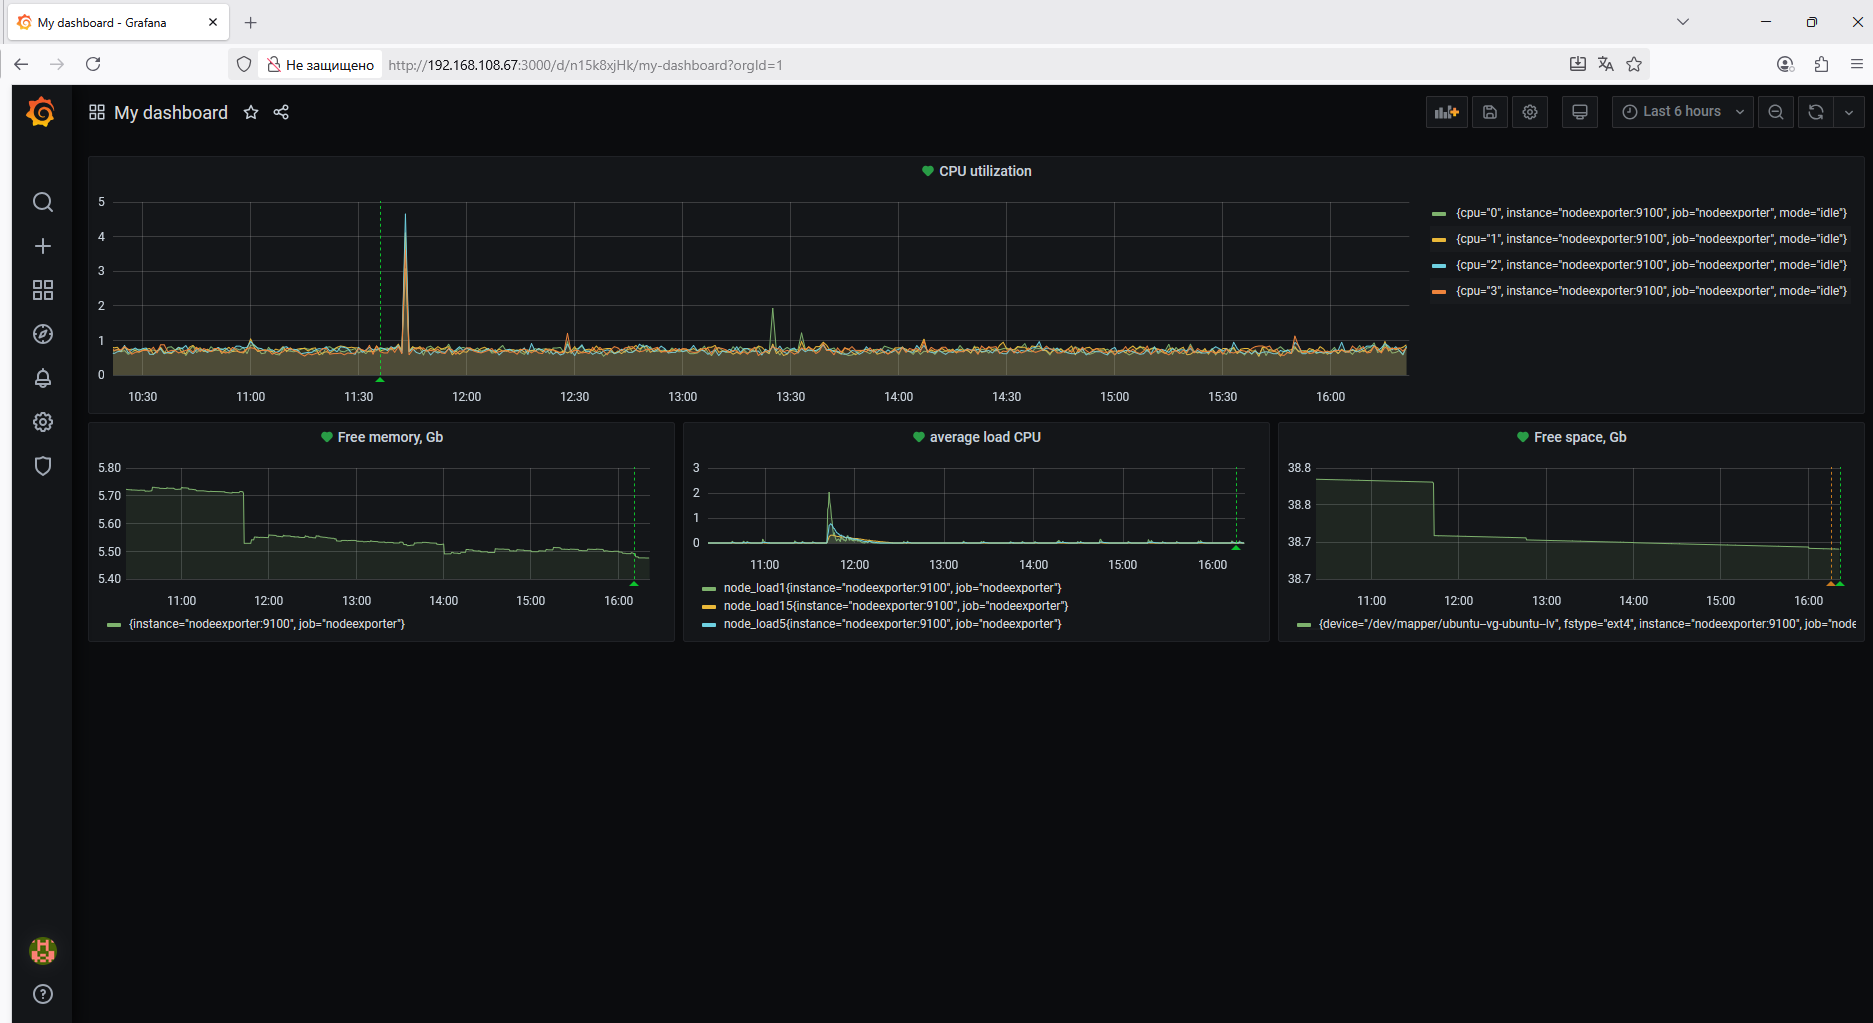 My dashboard - Grafana
Не защищено http://192.168.108.67:3000/d/n15k8xjHk/my-dashboard?orgId=1
My dashboard
Last 6 hours
CPU utilization
5
4
3
2
1
0
10:30 11:00 11:30 12:00 12:30 13:00 13:30 14:00 14:30 15:00 15:30 16:00
{cpu="0", instance="nodeexporter:9100", job="nodeexporter", mode="idle"}
{cpu="1", instance="nodeexporter:9100", job="nodeexporter", mode="idle"}
{cpu="2", instance="nodeexporter:9100", job="nodeexporter", mode="idle"}
{cpu="3", instance="nodeexporter:9100", job="nodeexporter", mode="idle"}
Free memory, Gb
5.80
5.70
5.60
5.50
5.40
11:00 12:00 13:00 14:00 15:00 16:00
{instance="nodeexporter:9100", job="nodeexporter"}
average load CPU
3
2
1
0
11:00 12:00 13:00 14:00 15:00 16:00
node_load1{instance="nodeexporter:9100", job="nodeexporter"}
node_load15{instance="nodeexporter:9100", job="nodeexporter"}
node_load5{instance="nodeexporter:9100", job="nodeexporter"}
Free space, Gb
38.8
38.8
38.7
38.7
11:00 12:00 13:00 14:00 15:00 16:00
{device="/dev/mapper/ubuntu--vg-ubuntu--lv", fstype="ext4", instance="nodeexporter:9100", job="node